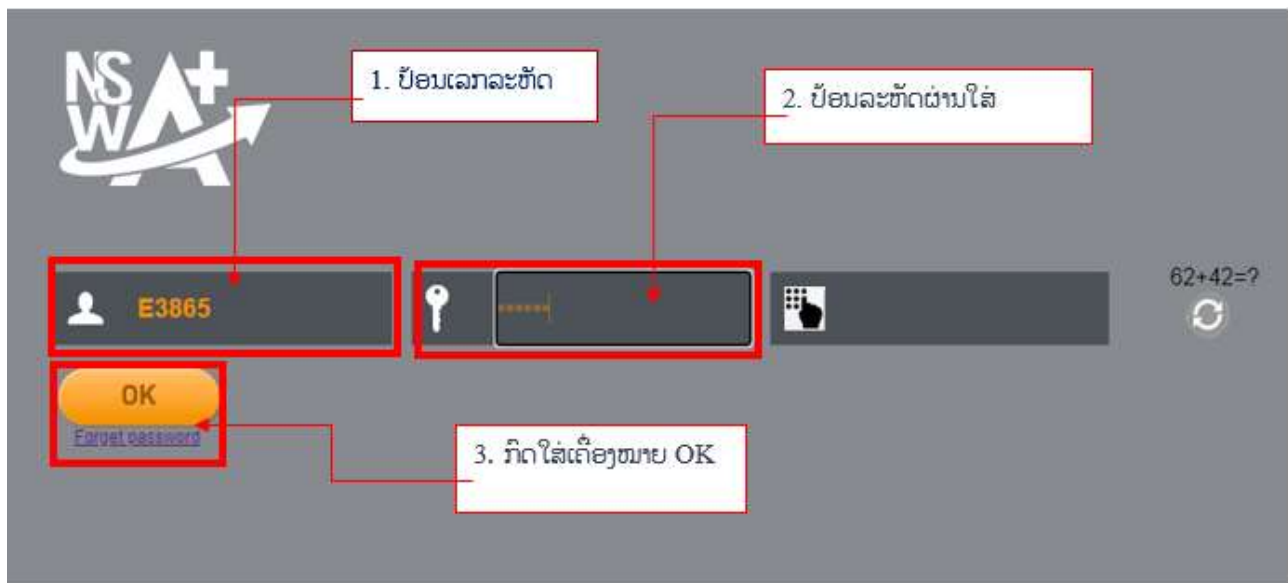 NS
W A+
1. ປ້ອນເລກລະຫັດ
2. ປ້ອນລະຫັດຜ່ານໃສ່
E3865
62+42=?
OK
Forget password
3. ກົດໃສ່ເຄື່ອງໝາຍ OK